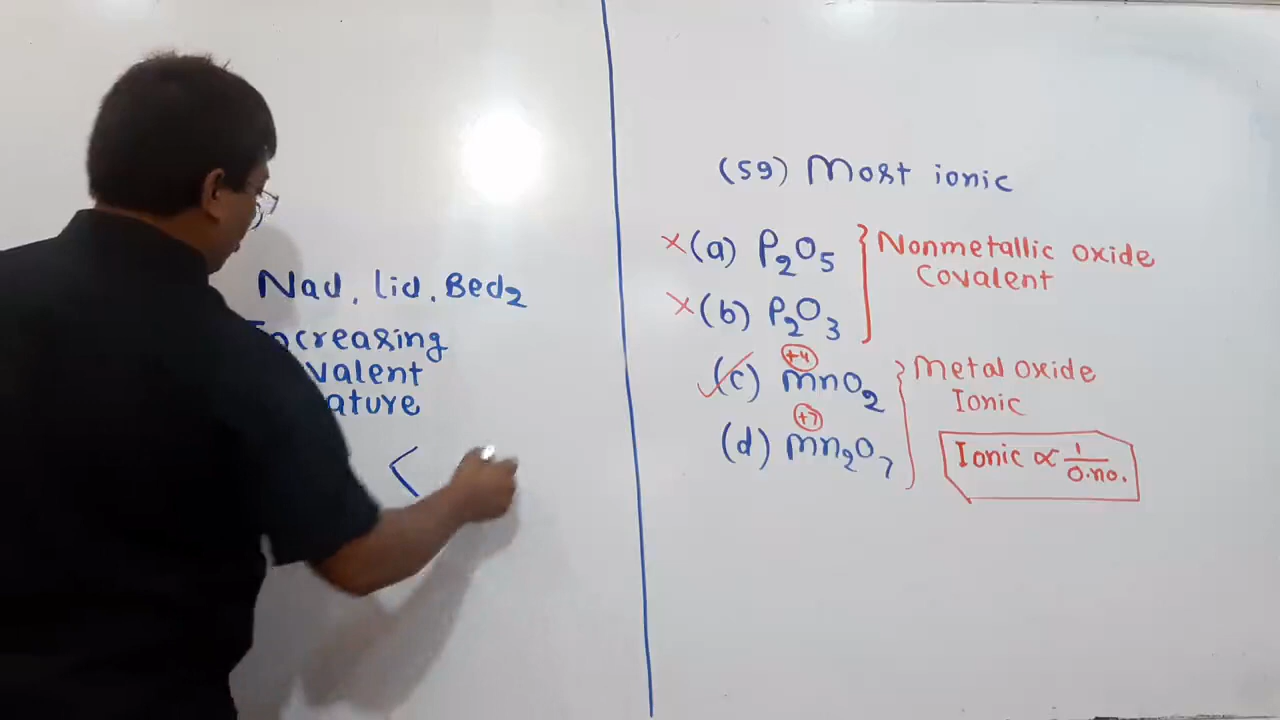 Nacl, licl, Becl2
Increasing
valent
ature
<
(59) Most ionic
×(a) P2O5 } Nonmetallic oxide
Covalent
×(b) P2O3
+4
✓(c) mnO2 } Metal oxide
Ionic
+7
(d) mn2O7
Ionic ∝ 1/O.no.